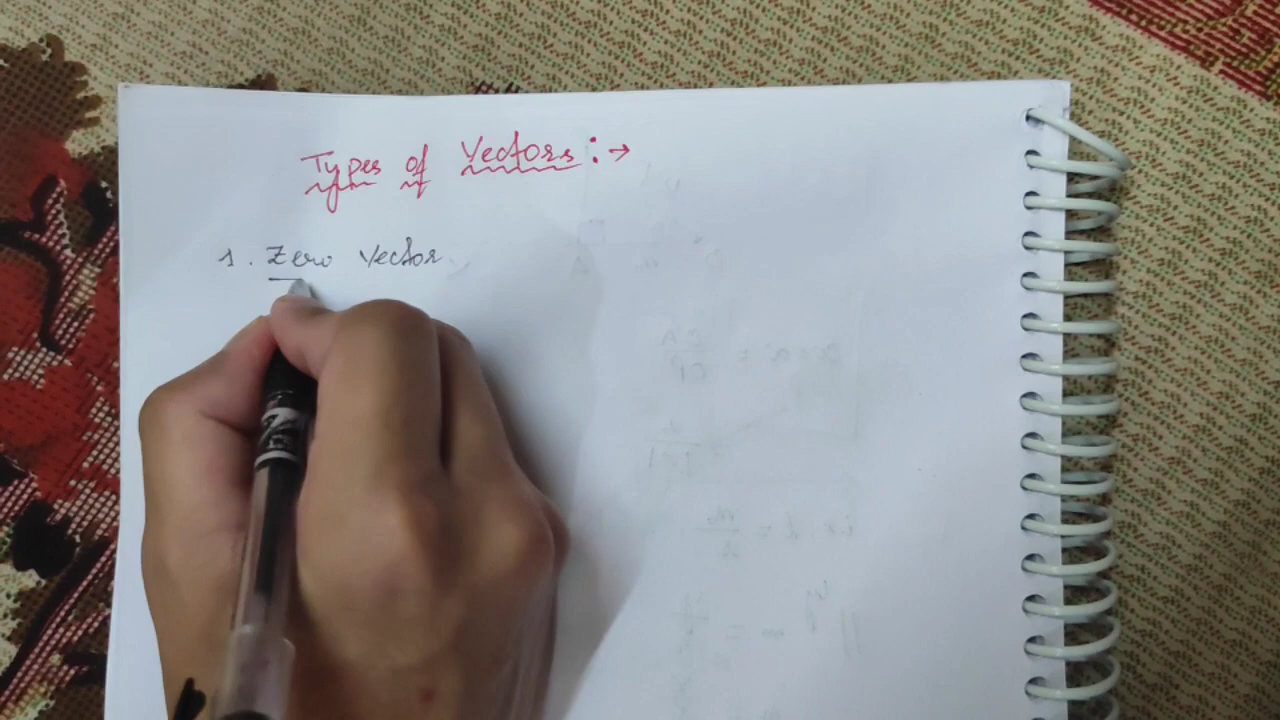 Types of Vectors :→
1. Zero Vector